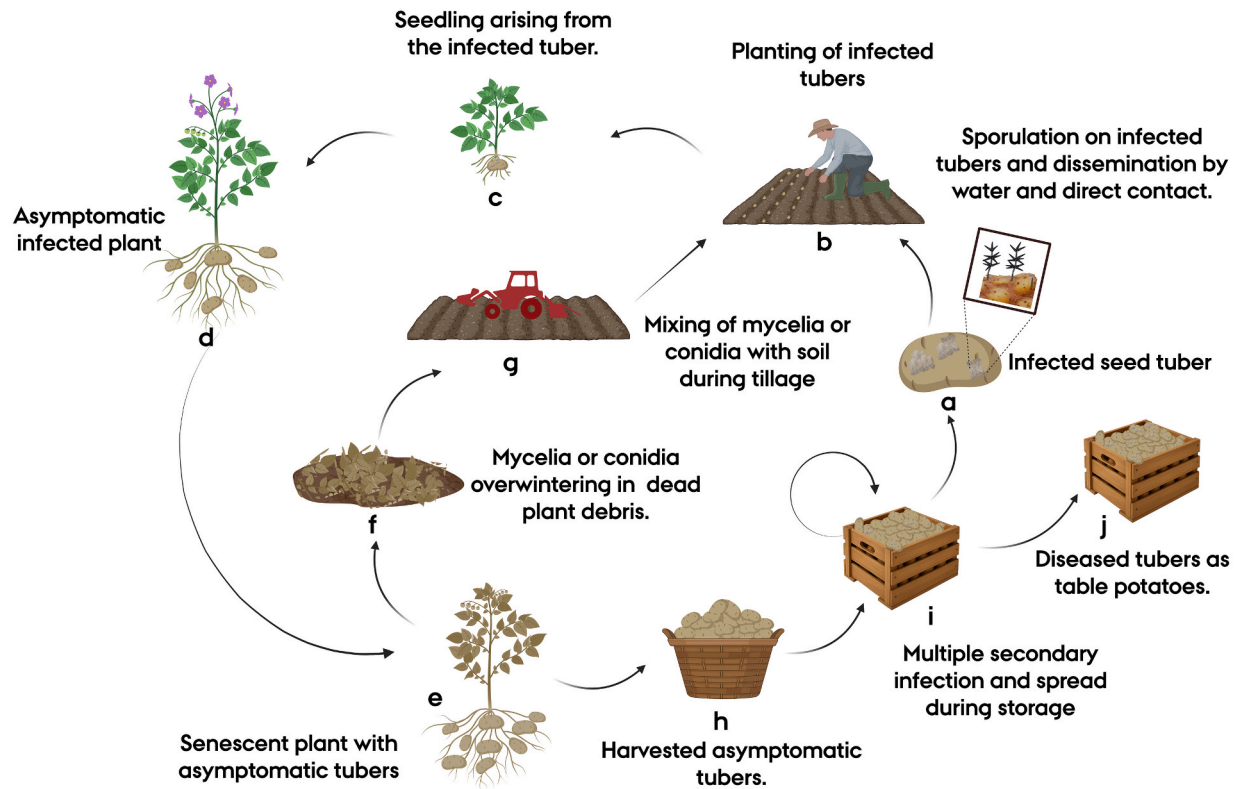 Seedling arising from
the infected tuber.
Planting of infected
tubers
Sporulation on infected
tubers and dissemination by
water and direct contact.
c
b
Asymptomatic
infected plant
d
g
Mixing of mycelia or
conidia with soil
during tillage
Infected seed tuber
a
Mycelia or conidia
overwintering in dead
plant debris.
f
j
Diseased tubers as
table potatoes.
i
Multiple secondary
infection and spread
during storage
e
Senescent plant with
asymptomatic tubers
h
Harvested asymptomatic
tubers.